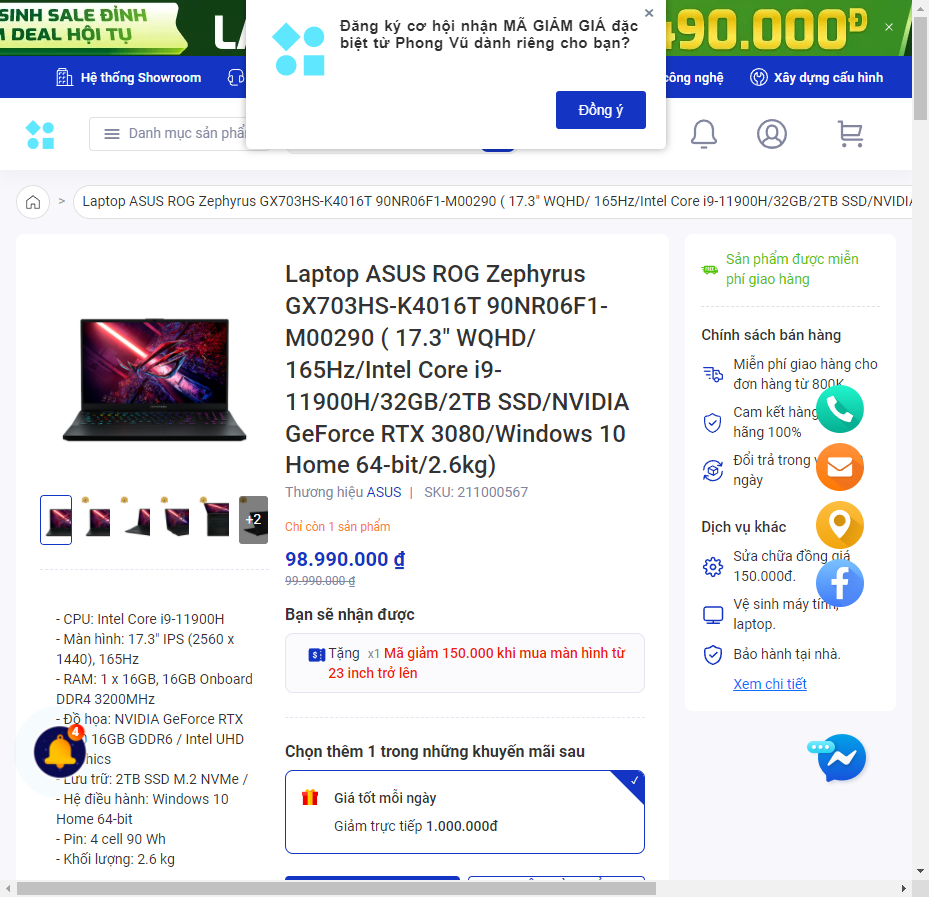 SINH SALE ĐỈNH
DEAL HỘI TỤ
490.000Đ
Đăng ký cơ hội nhận MÃ GIẢM GIÁ đặc
biệt từ Phong Vũ dành riêng cho bạn?
Đồng ý
Hệ thống Showroom
công nghệ
Xây dựng cấu hình
Danh mục sản phẩ
>
Laptop ASUS ROG Zephyrus GX703HS-K4016T 90NR06F1-M00290 ( 17.3" WQHD/ 165Hz/Intel Core i9-11900H/32GB/2TB SSD/NVIDI
Laptop ASUS ROG Zephyrus
GX703HS-K4016T 90NR06F1-
M00290 ( 17.3" WQHD/
165Hz/Intel Core i9-
11900H/32GB/2TB SSD/NVIDIA
GeForce RTX 3080/Windows 10
Home 64-bit/2.6kg)
Thương hiệu ASUS | SKU: 211000567
Chỉ còn 1 sản phẩm
98.990.000 ₫
99.990.000 ₫
Bạn sẽ nhận được
Tặng x1 Mã giảm 150.000 khi mua màn hình từ
23 inch trở lên
Chọn thêm 1 trong những khuyến mãi sau
Giá tốt mỗi ngày
Giảm trực tiếp 1.000.000đ
+2
- CPU: Intel Core i9-11900H
- Màn hình: 17.3" IPS (2560 x
1440), 165Hz
- RAM: 1 x 16GB, 16GB Onboard
DDR4 3200MHz
- Đồ họa: NVIDIA GeForce RTX
16GB GDDR6 / Intel UHD
- Lưu trữ: 2TB SSD M.2 NVMe /
- Hệ điều hành: Windows 10
Home 64-bit
- Pin: 4 cell 90 Wh
- Khối lượng: 2.6 kg
4
Sản phẩm được miễn
phí giao hàng
Chính sách bán hàng
Miễn phí giao hàng cho
đơn hàng từ 800K
Cam kết hàng
hãng 100%
Đổi trả trong
ngày
Dịch vụ khác
Sửa chữa đồng giá
150.000đ.
Vệ sinh máy tính,
laptop.
Bảo hành tại nhà.
Xem chi tiết